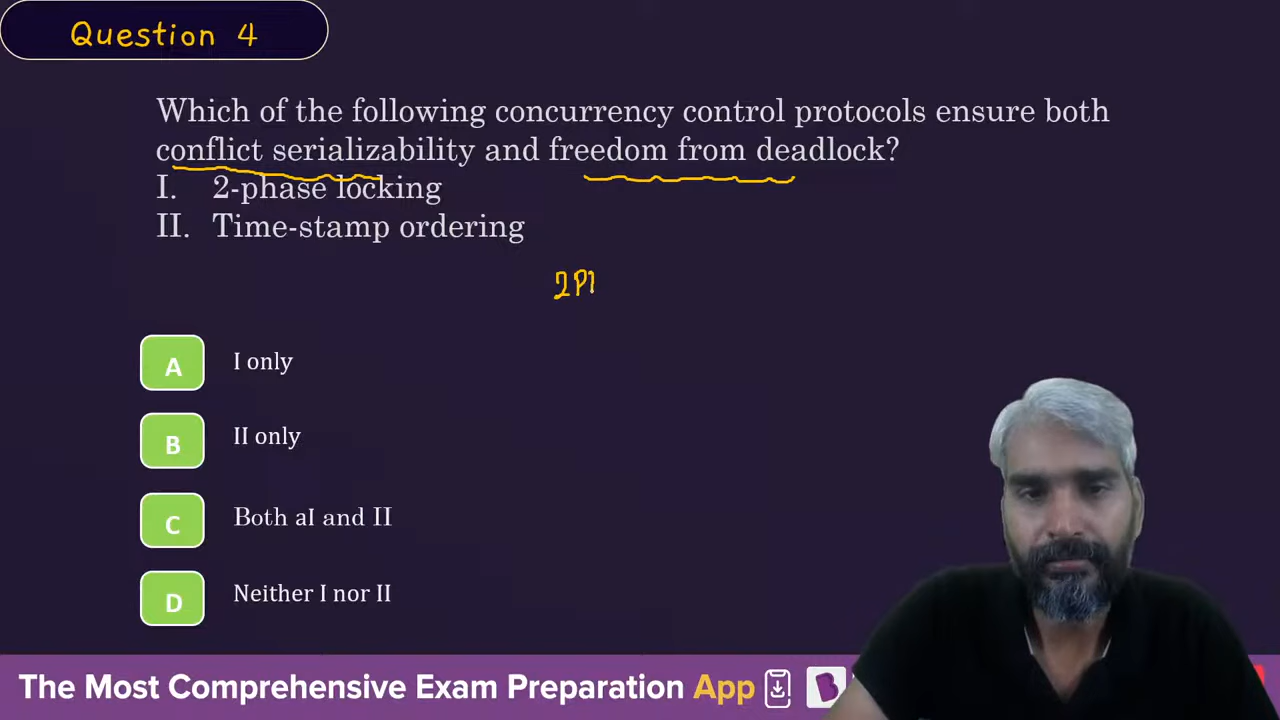 Question 4
Which of the following concurrency control protocols ensure both
conflict serializability and freedom from deadlock?
I. 2-phase locking
II. Time-stamp ordering
2P
A I only
B II only
C Both aI and II
D Neither I nor II
The Most Comprehensive Exam Preparation App